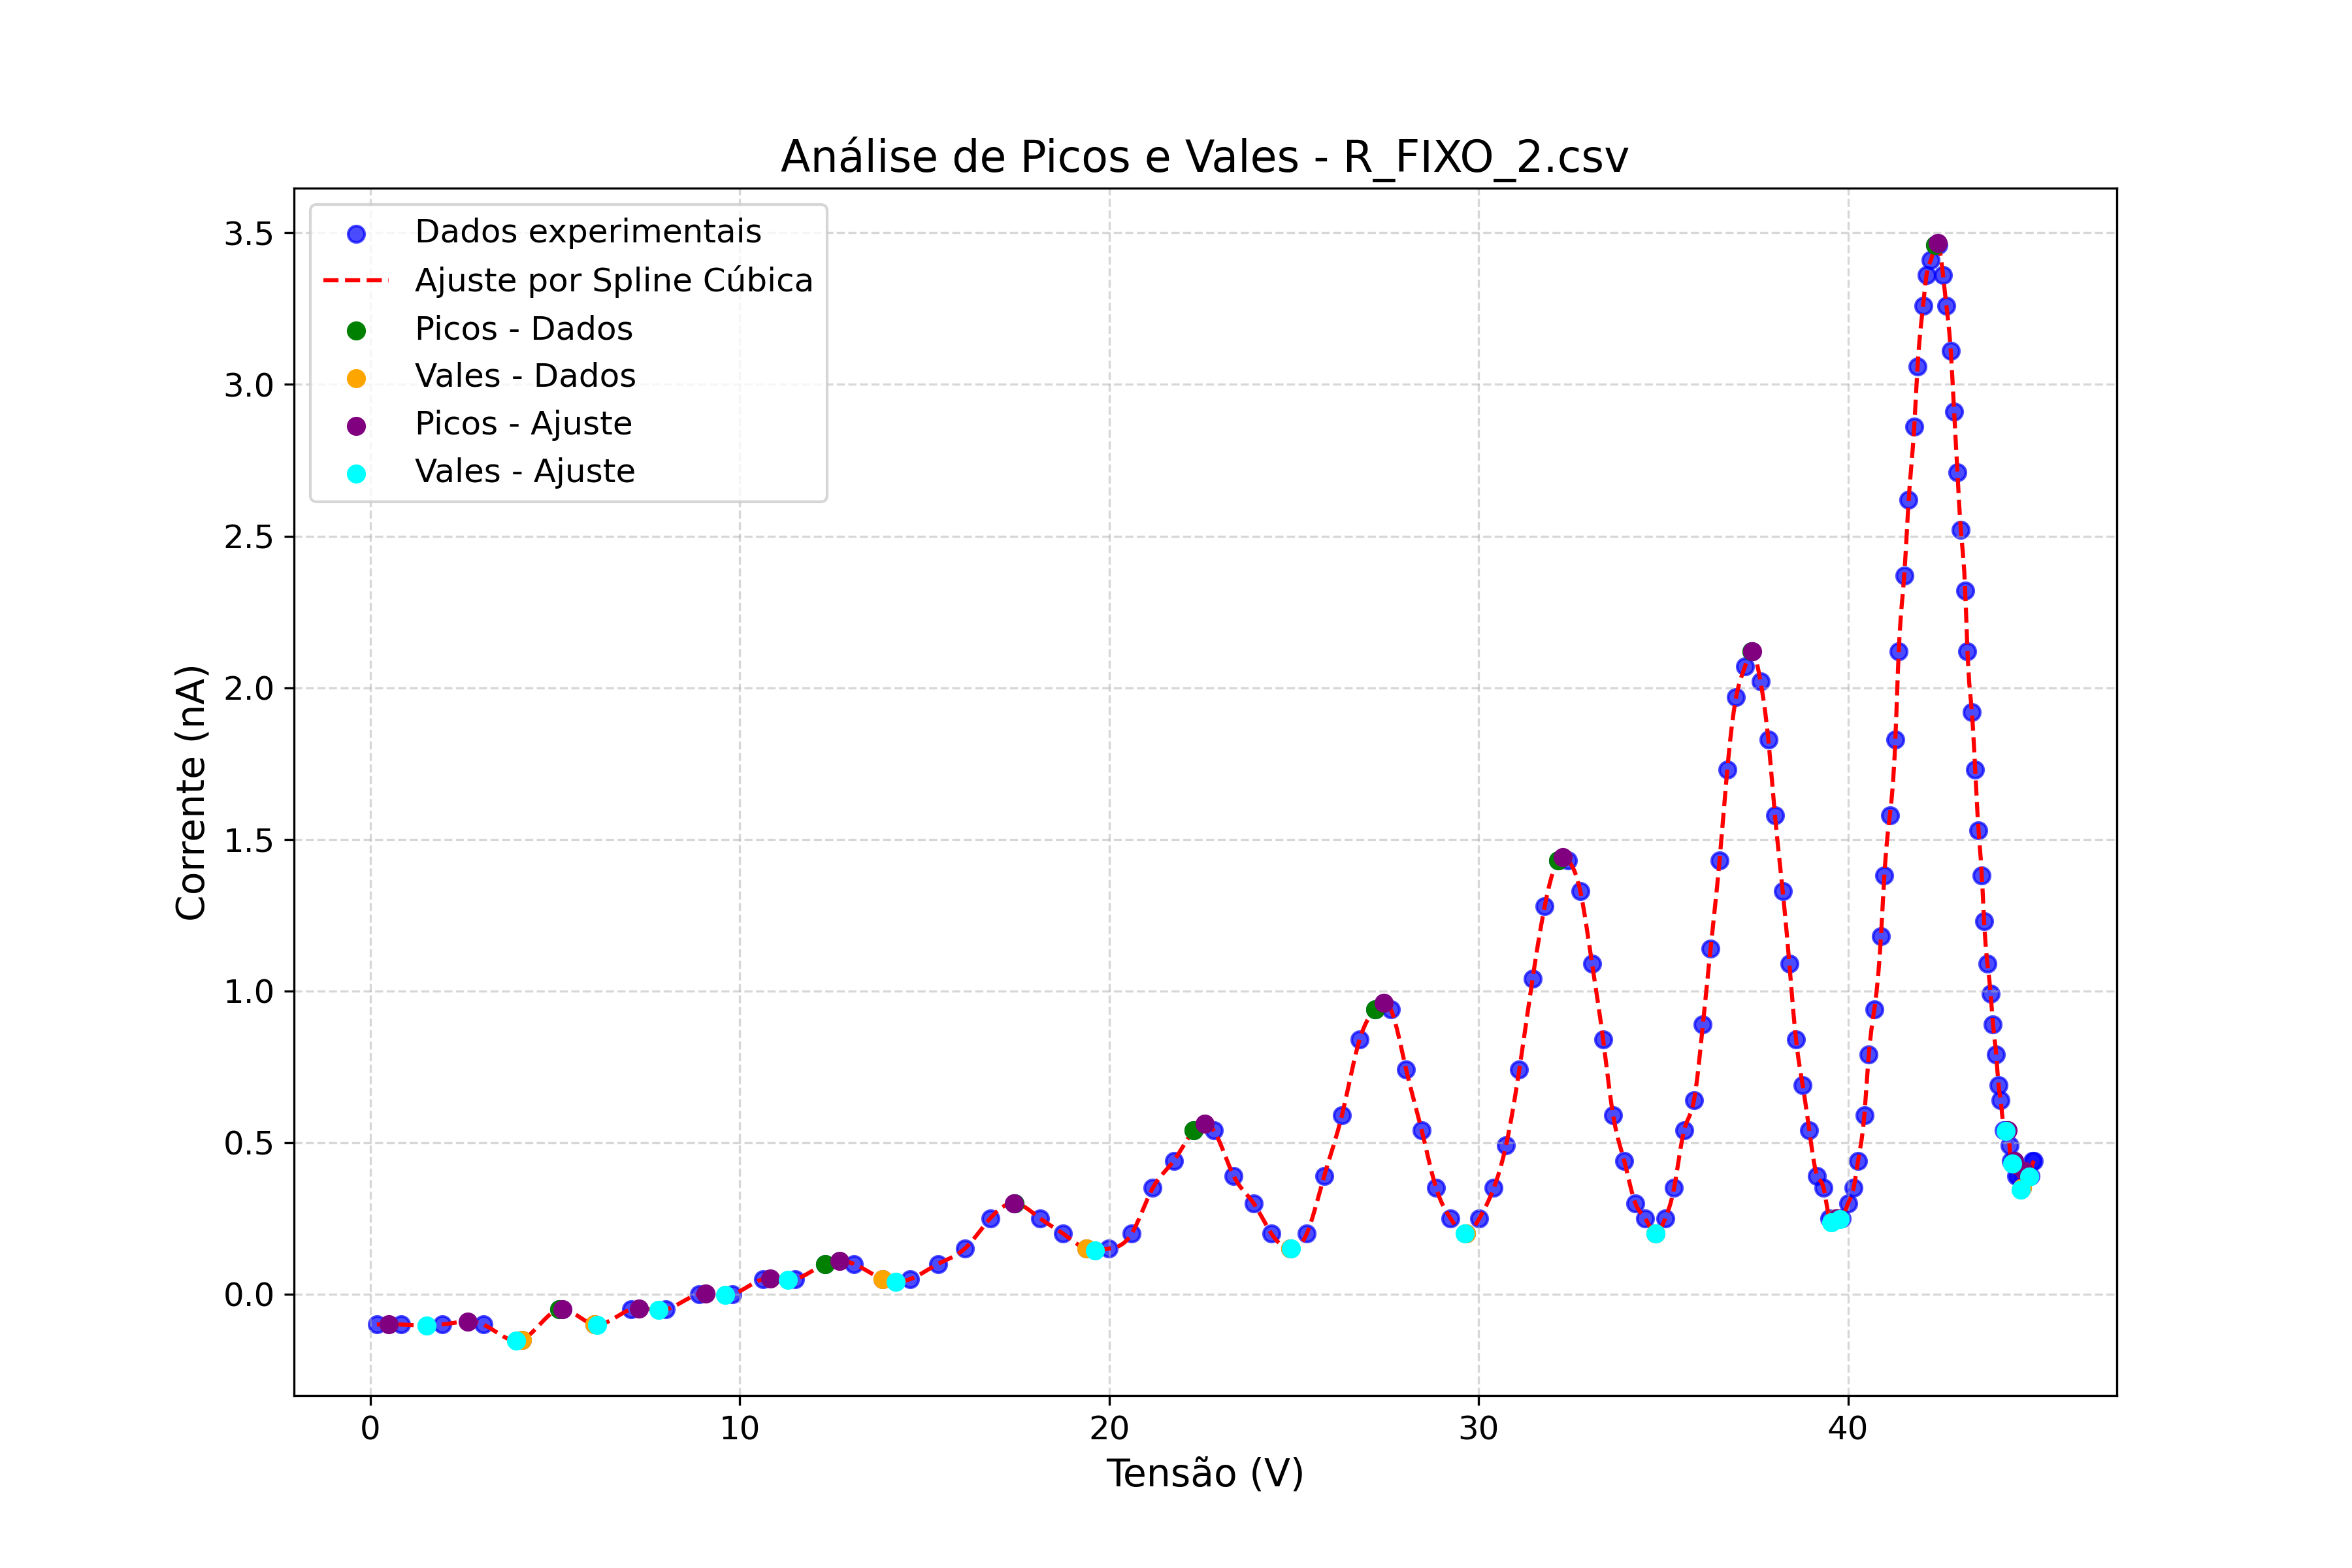 Análise de Picos e Vales - R_FIXO_2.csv
Dados experimentais
Ajuste por Spline Cúbica
Picos - Dados
Vales - Dados
Picos - Ajuste
Vales - Ajuste
3.5
3.0
2.5
2.0
1.5
1.0
0.5
0.0
Corrente (nA)
0 10 20 30 40
Tensão (V)